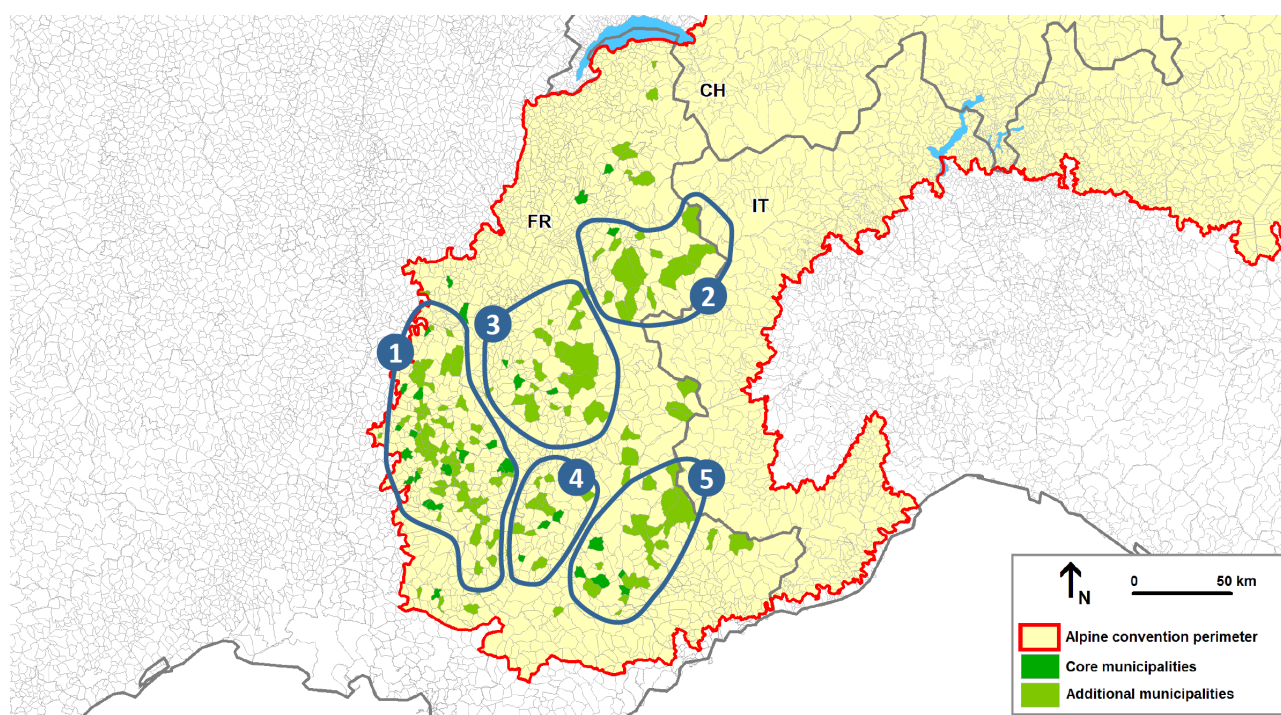 CH
IT
FR
2
3
1
4
5
N
0 50 km
Alpine convention perimeter
Core municipalities
Additional municipalities